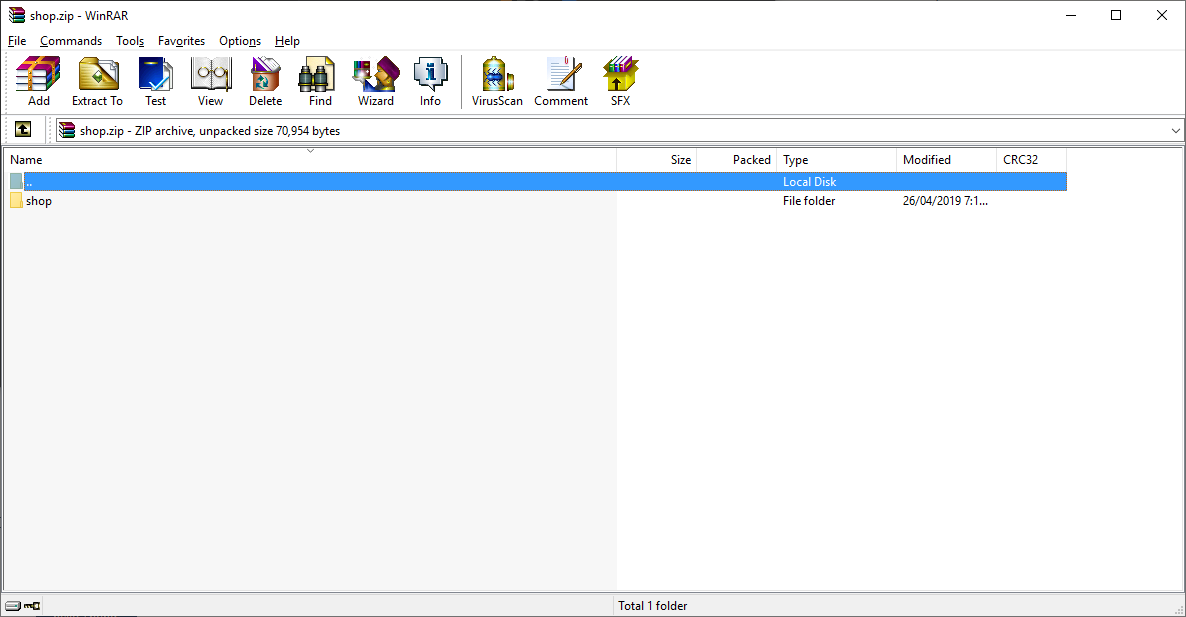 shop.zip - WinRAR
File Commands Tools Favorites Options Help
Add Extract To Test View Delete Find Wizard Info VirusScan Comment SFX
shop.zip - ZIP archive, unpacked size 70,954 bytes
Name Size Packed Type Modified CRC32
.. Local Disk
shop File folder 26/04/2019 7:1...
Total 1 folder